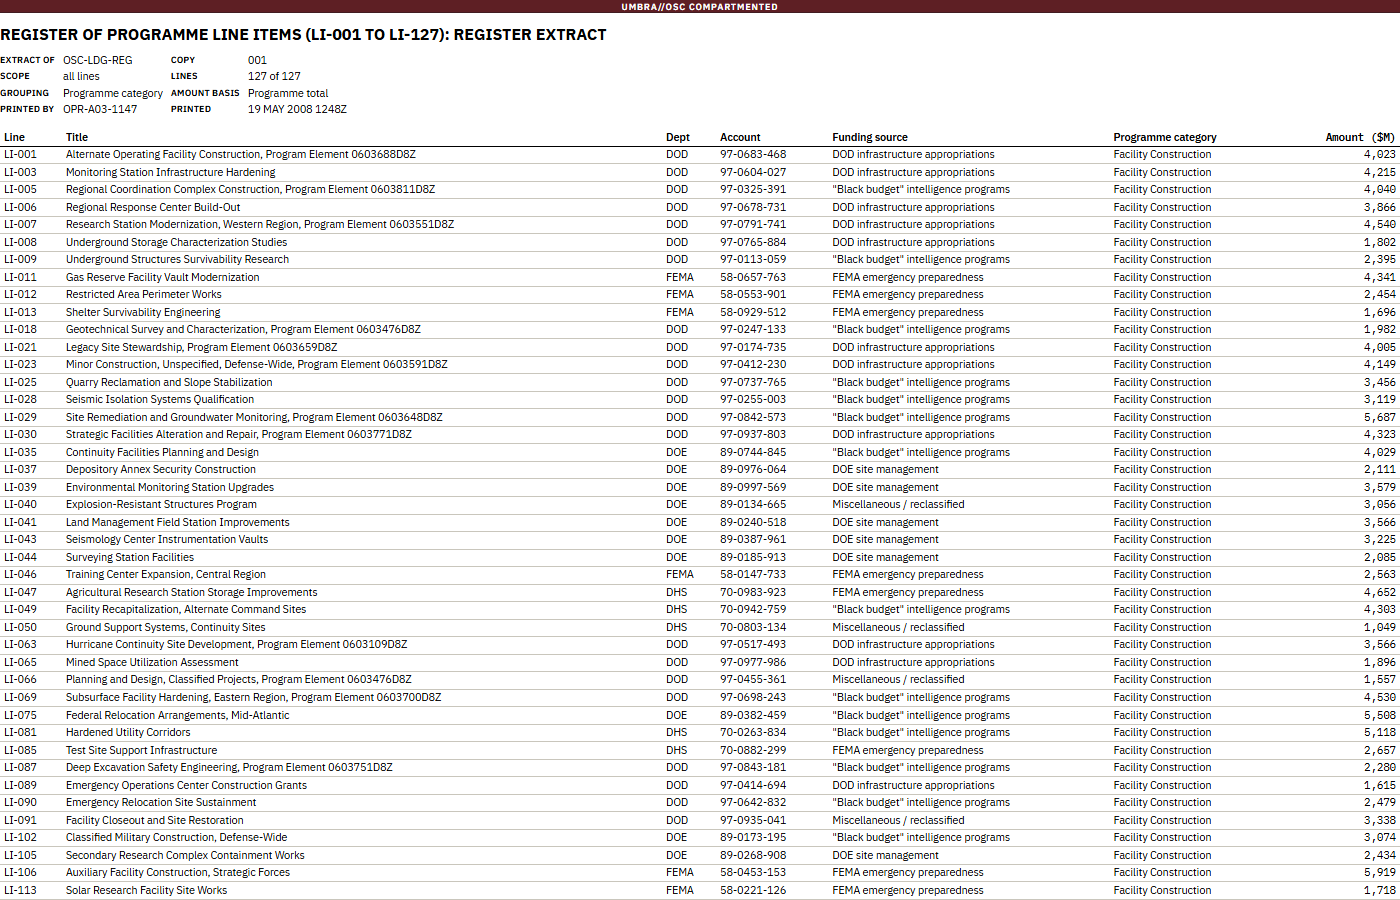 UMBRA//OSC COMPARTMENTED
REGISTER OF PROGRAMME LINE ITEMS (LI-001 TO LI-127): REGISTER EXTRACT
EXTRACT OF OSC-LDG-REG COPY 001
SCOPE all lines LINES 127 of 127
GROUPING Programme category AMOUNT BASIS Programme total
PRINTED BY OPR-A03-1147 PRINTED 19 MAY 2008 1248Z
Line Title Dept Account Funding source Programme category Amount ($M)
LI-001 Alternate Operating Facility Construction, Program Element 0603688D8Z DOD 97-0683-468 DOD infrastructure appropriations Facility Construction 4,023
LI-003 Monitoring Station Infrastructure Hardening DOD 97-0604-027 DOD infrastructure appropriations Facility Construction 4,215
LI-005 Regional Coordination Complex Construction, Program Element 0603811D8Z DOD 97-0325-391 "Black budget" intelligence programs Facility Construction 4,040
LI-006 Regional Response Center Build-Out DOD 97-0678-731 DOD infrastructure appropriations Facility Construction 3,866
LI-007 Research Station Modernization, Western Region, Program Element 0603551D8Z DOD 97-0791-741 DOD infrastructure appropriations Facility Construction 4,540
LI-008 Underground Storage Characterization Studies DOD 97-0765-884 DOD infrastructure appropriations Facility Construction 1,802
LI-009 Underground Structures Survivability Research DOD 97-0113-059 "Black budget" intelligence programs Facility Construction 2,395
LI-011 Gas Reserve Facility Vault Modernization FEMA 58-0657-763 FEMA emergency preparedness Facility Construction 4,341
LI-012 Restricted Area Perimeter Works FEMA 58-0553-901 FEMA emergency preparedness Facility Construction 2,454
LI-013 Shelter Survivability Engineering FEMA 58-0929-512 FEMA emergency preparedness Facility Construction 1,696
LI-018 Geotechnical Survey and Characterization, Program Element 0603476D8Z DOD 97-0247-133 "Black budget" intelligence programs Facility Construction 1,982
LI-021 Legacy Site Stewardship, Program Element 0603659D8Z DOD 97-0174-735 DOD infrastructure appropriations Facility Construction 4,005
LI-023 Minor Construction, Unspecified, Defense-Wide, Program Element 0603591D8Z DOD 97-0412-230 DOD infrastructure appropriations Facility Construction 4,149
LI-025 Quarry Reclamation and Slope Stabilization DOD 97-0737-765 "Black budget" intelligence programs Facility Construction 3,456
LI-028 Seismic Isolation Systems Qualification DOD 97-0255-003 "Black budget" intelligence programs Facility Construction 3,119
LI-029 Site Remediation and Groundwater Monitoring, Program Element 0603648D8Z DOD 97-0842-573 "Black budget" intelligence programs Facility Construction 5,687
LI-030 Strategic Facilities Alteration and Repair, Program Element 0603771D8Z DOD 97-0937-803 DOD infrastructure appropriations Facility Construction 4,323
LI-035 Continuity Facilities Planning and Design DOE 89-0744-845 "Black budget" intelligence programs Facility Construction 4,029
LI-037 Depository Annex Security Construction DOE 89-0976-064 DOE site management Facility Construction 2,111
LI-039 Environmental Monitoring Station Upgrades DOE 89-0997-569 DOE site management Facility Construction 3,579
LI-040 Explosion-Resistant Structures Program DOE 89-0134-665 Miscellaneous / reclassified Facility Construction 3,056
LI-041 Land Management Field Station Improvements DOE 89-0240-518 DOE site management Facility Construction 3,566
LI-043 Seismology Center Instrumentation Vaults DOE 89-0387-961 DOE site management Facility Construction 3,225
LI-044 Surveying Station Facilities DOE 89-0185-913 DOE site management Facility Construction 2,085
LI-046 Training Center Expansion, Central Region FEMA 58-0147-733 FEMA emergency preparedness Facility Construction 2,563
LI-047 Agricultural Research Station Storage Improvements DHS 70-0983-923 FEMA emergency preparedness Facility Construction 4,652
LI-049 Facility Recapitalization, Alternate Command Sites DHS 70-0942-759 "Black budget" intelligence programs Facility Construction 4,303
LI-050 Ground Support Systems, Continuity Sites DHS 70-0803-134 Miscellaneous / reclassified Facility Construction 1,049
LI-063 Hurricane Continuity Site Development, Program Element 0603109D8Z DOD 97-0517-493 DOD infrastructure appropriations Facility Construction 3,566
LI-065 Mined Space Utilization Assessment DOD 97-0977-986 DOD infrastructure appropriations Facility Construction 1,896
LI-066 Planning and Design, Classified Projects, Program Element 0603476D8Z DOD 97-0455-361 Miscellaneous / reclassified Facility Construction 1,557
LI-069 Subsurface Facility Hardening, Eastern Region, Program Element 0603700D8Z DOD 97-0698-243 "Black budget" intelligence programs Facility Construction 4,530
LI-075 Federal Relocation Arrangements, Mid-Atlantic DOE 89-0382-459 "Black budget" intelligence programs Facility Construction 5,508
LI-081 Hardened Utility Corridors DHS 70-0263-834 "Black budget" intelligence programs Facility Construction 5,118
LI-085 Test Site Support Infrastructure DHS 70-0882-299 FEMA emergency preparedness Facility Construction 2,657
LI-087 Deep Excavation Safety Engineering, Program Element 0603751D8Z DOD 97-0843-181 "Black budget" intelligence programs Facility Construction 2,280
LI-089 Emergency Operations Center Construction Grants DOD 97-0414-694 DOD infrastructure appropriations Facility Construction 1,615
LI-090 Emergency Relocation Site Sustainment DOD 97-0642-832 "Black budget" intelligence programs Facility Construction 2,479
LI-091 Facility Closeout and Site Restoration DOD 97-0935-041 Miscellaneous / reclassified Facility Construction 3,338
LI-102 Classified Military Construction, Defense-Wide DOE 89-0173-195 "Black budget" intelligence programs Facility Construction 3,074
LI-105 Secondary Research Complex Containment Works DOE 89-0268-908 DOE site management Facility Construction 2,434
LI-106 Auxiliary Facility Construction, Strategic Forces FEMA 58-0453-153 FEMA emergency preparedness Facility Construction 5,919
LI-113 Solar Research Facility Site Works FEMA 58-0221-126 FEMA emergency preparedness Facility Construction 1,718